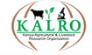 KALRO
Kenya Agricultural & Livestock
Research Organization